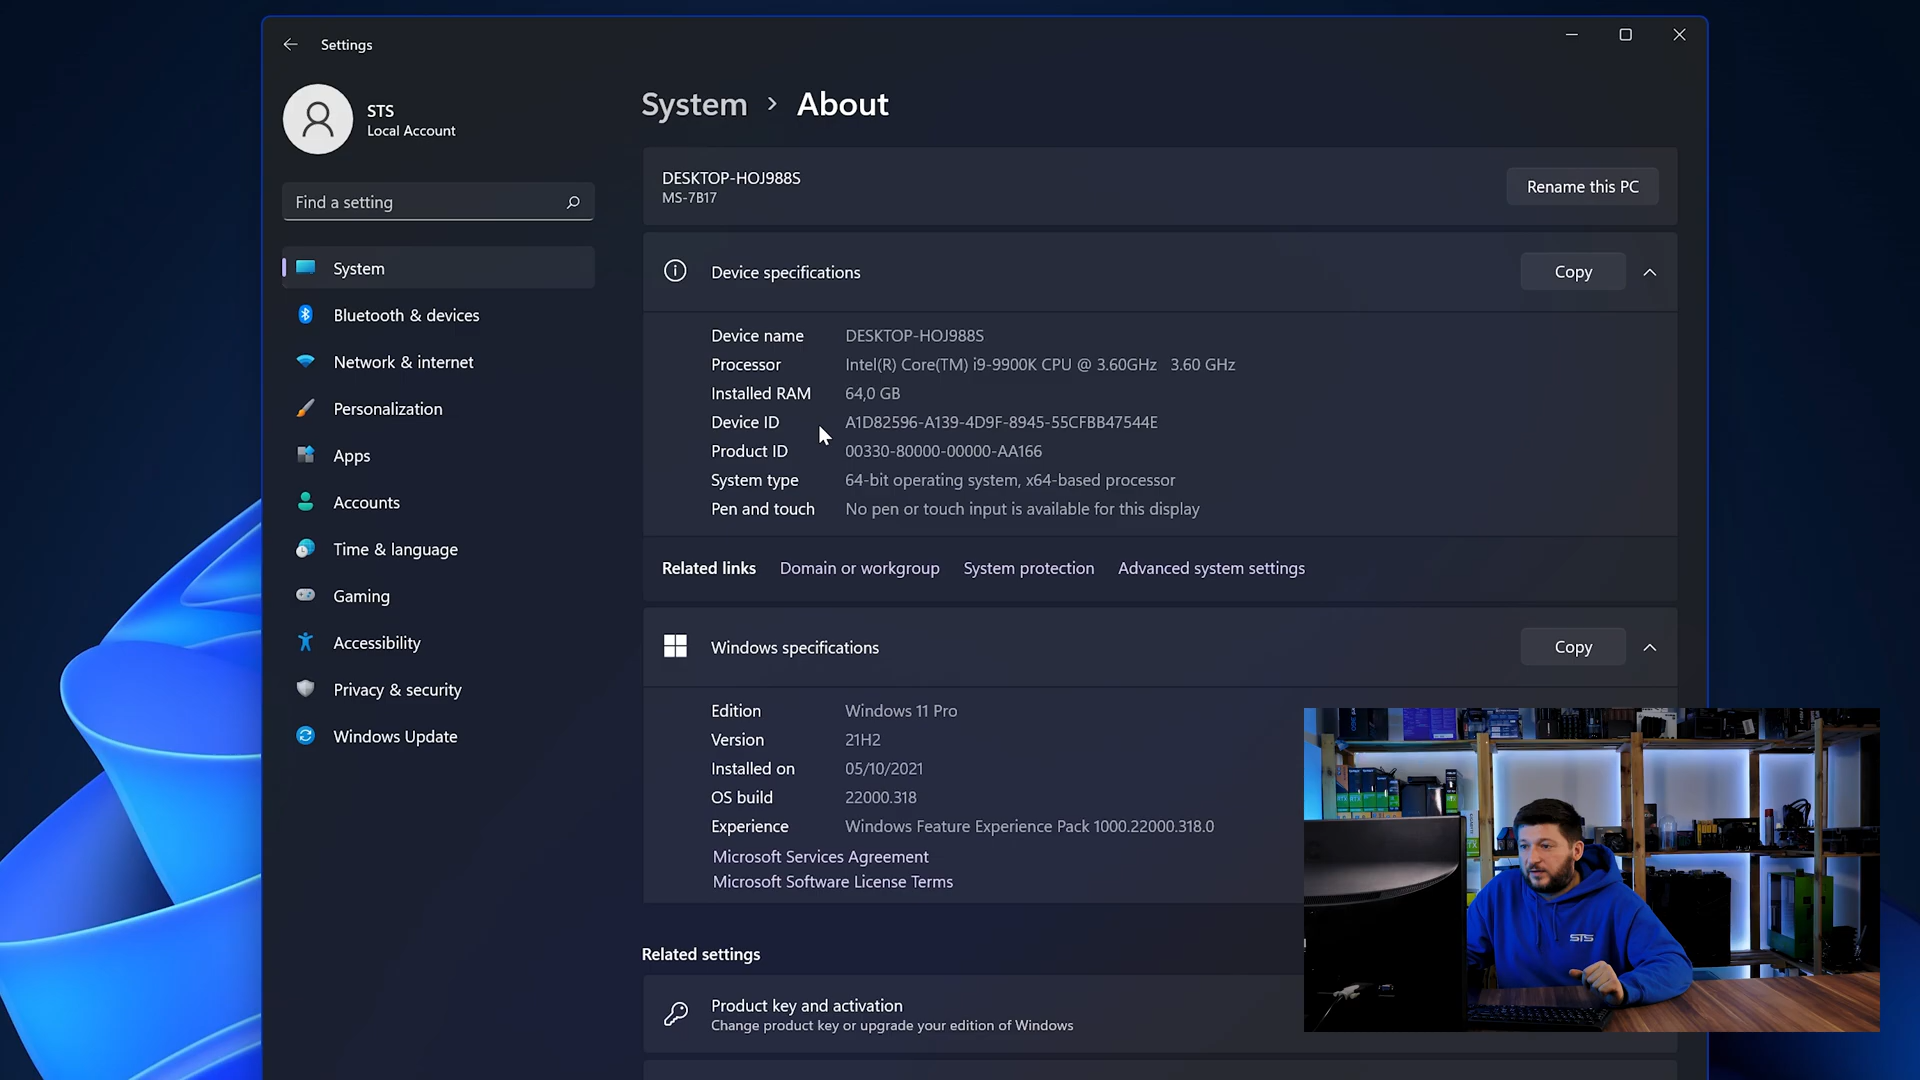 Settings
STS
Local Account
Find a setting
System
Bluetooth & devices
Network & internet
Personalization
Apps
Accounts
Time & language
Gaming
Accessibility
Privacy & security
Windows Update
System > About
DESKTOP-HOJ988S
MS-7B17
Rename this PC
Device specifications
Copy
Device name DESKTOP-HOJ988S
Processor Intel(R) Core(TM) i9-9900K CPU @ 3.60GHz 3.60 GHz
Installed RAM 64,0 GB
Device ID A1D82596-A139-4D9F-8945-55CFBB47544E
Product ID 00330-80000-00000-AA166
System type 64-bit operating system, x64-based processor
Pen and touch No pen or touch input is available for this display
Related links Domain or workgroup System protection Advanced system settings
Windows specifications
Copy
Edition Windows 11 Pro
Version 21H2
Installed on 05/10/2021
OS build 22000.318
Experience Windows Feature Experience Pack 1000.22000.318.0
Microsoft Services Agreement
Microsoft Software License Terms
Related settings
Product key and activation
Change product key or upgrade your edition of Windows
STS